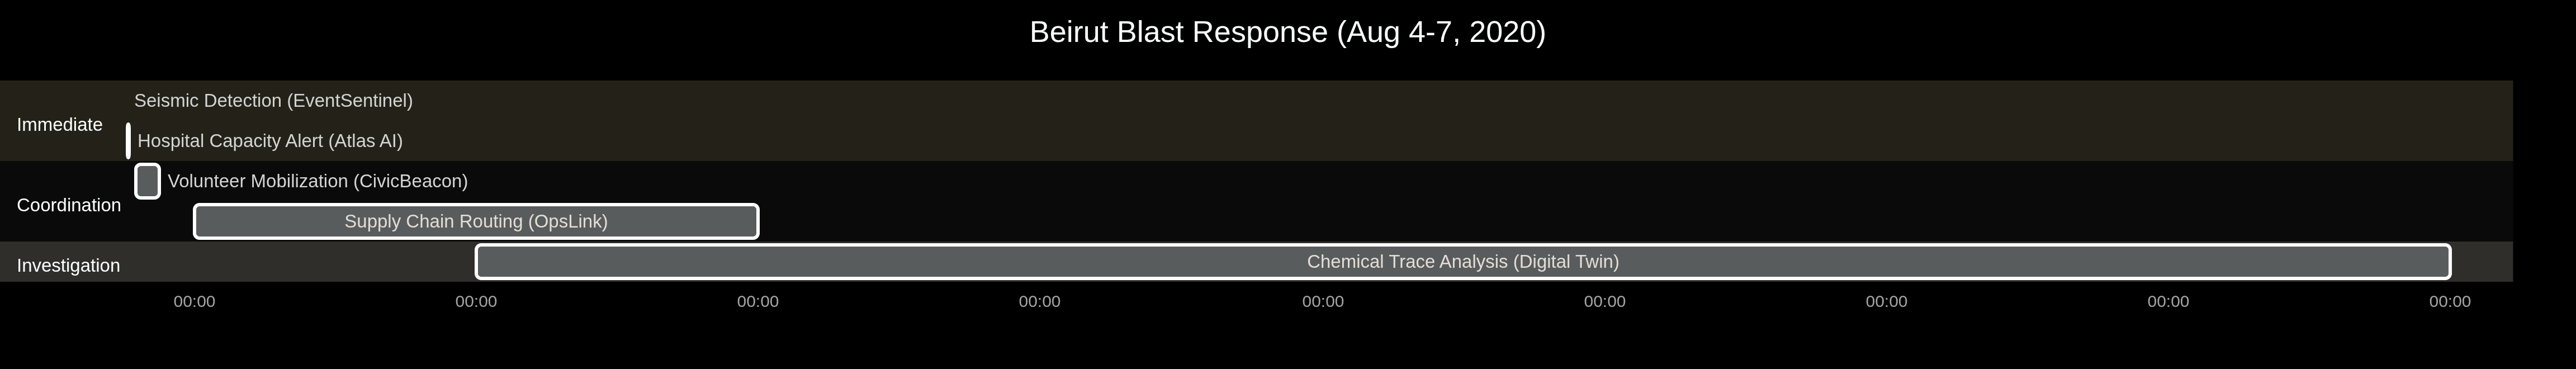 Beirut Blast Response (Aug 4-7, 2020)
Immediate
Seismic Detection (EventSentinel)
Hospital Capacity Alert (Atlas AI)
Coordination
Volunteer Mobilization (CivicBeacon)
Supply Chain Routing (OpsLink)
Investigation
Chemical Trace Analysis (Digital Twin)
00:00 00:00 00:00 00:00 00:00 00:00 00:00 00:00 00:00